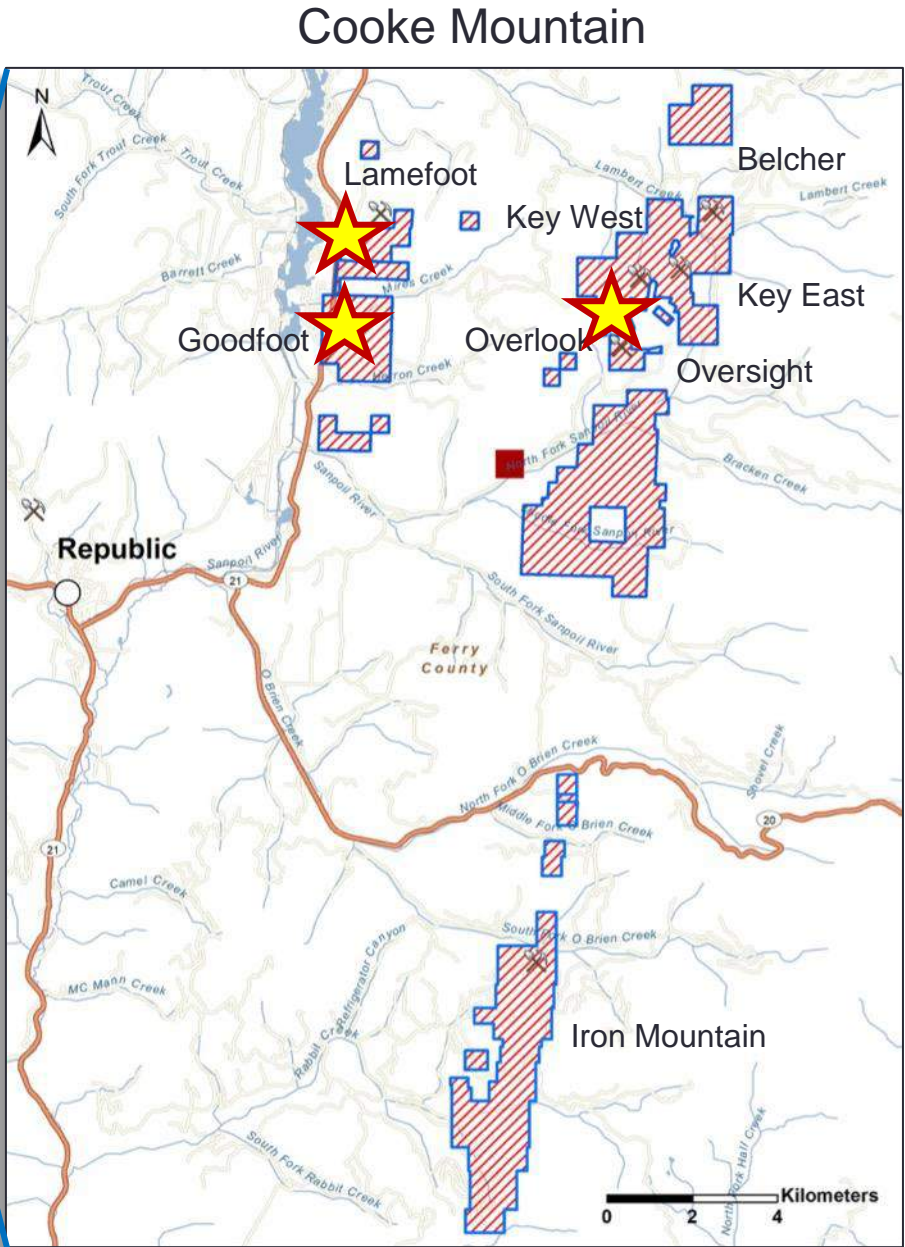 Cooke Mountain
N
Trout Creek
South Fork Trout Creek
Trout Creek
Lamefoot
Lambert Creek
Belcher
Lambert Creek
Key West
Barrett Creek
Mires Creek
Key East
Goodfoot
Overlook
Oversight
North Fork Sanpoil River
Sanpoil River
Bracken Creek
Republic
Sanpoil River
21
South Fork Sanpoil River
Ferry
County
O Brien Creek
North Fork O Brien Creek
Shovel Creek
Middle Fork O Brien Creek
20
21
Camel Creek
South Fork O Brien Creek
Refrigerator Canyon
MC Mann Creek
Rabbit Creek
Iron Mountain
South Fork Rabbit Creek
North Fork Hall Creek
Kilometers
0 2 4